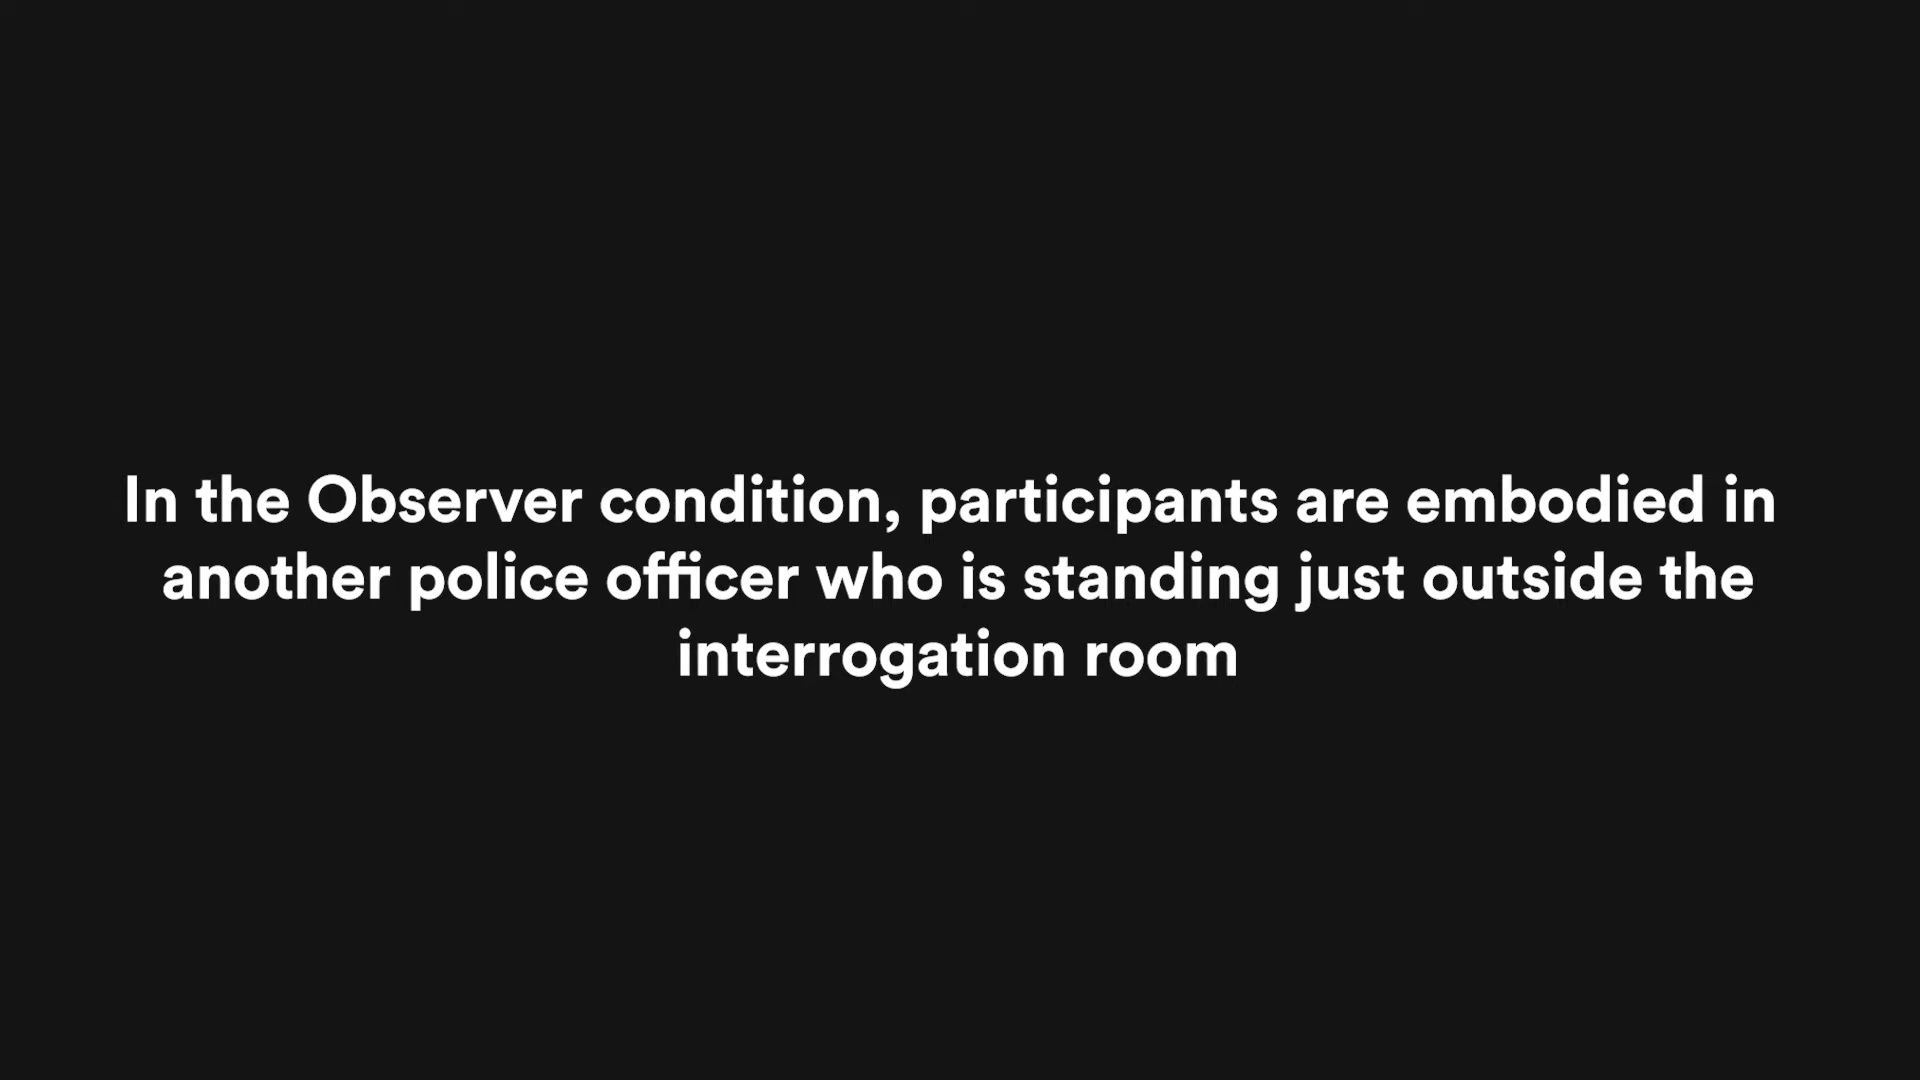 In the Observer condition, participants are embodied in
another police officer who is standing just outside the
interrogation room